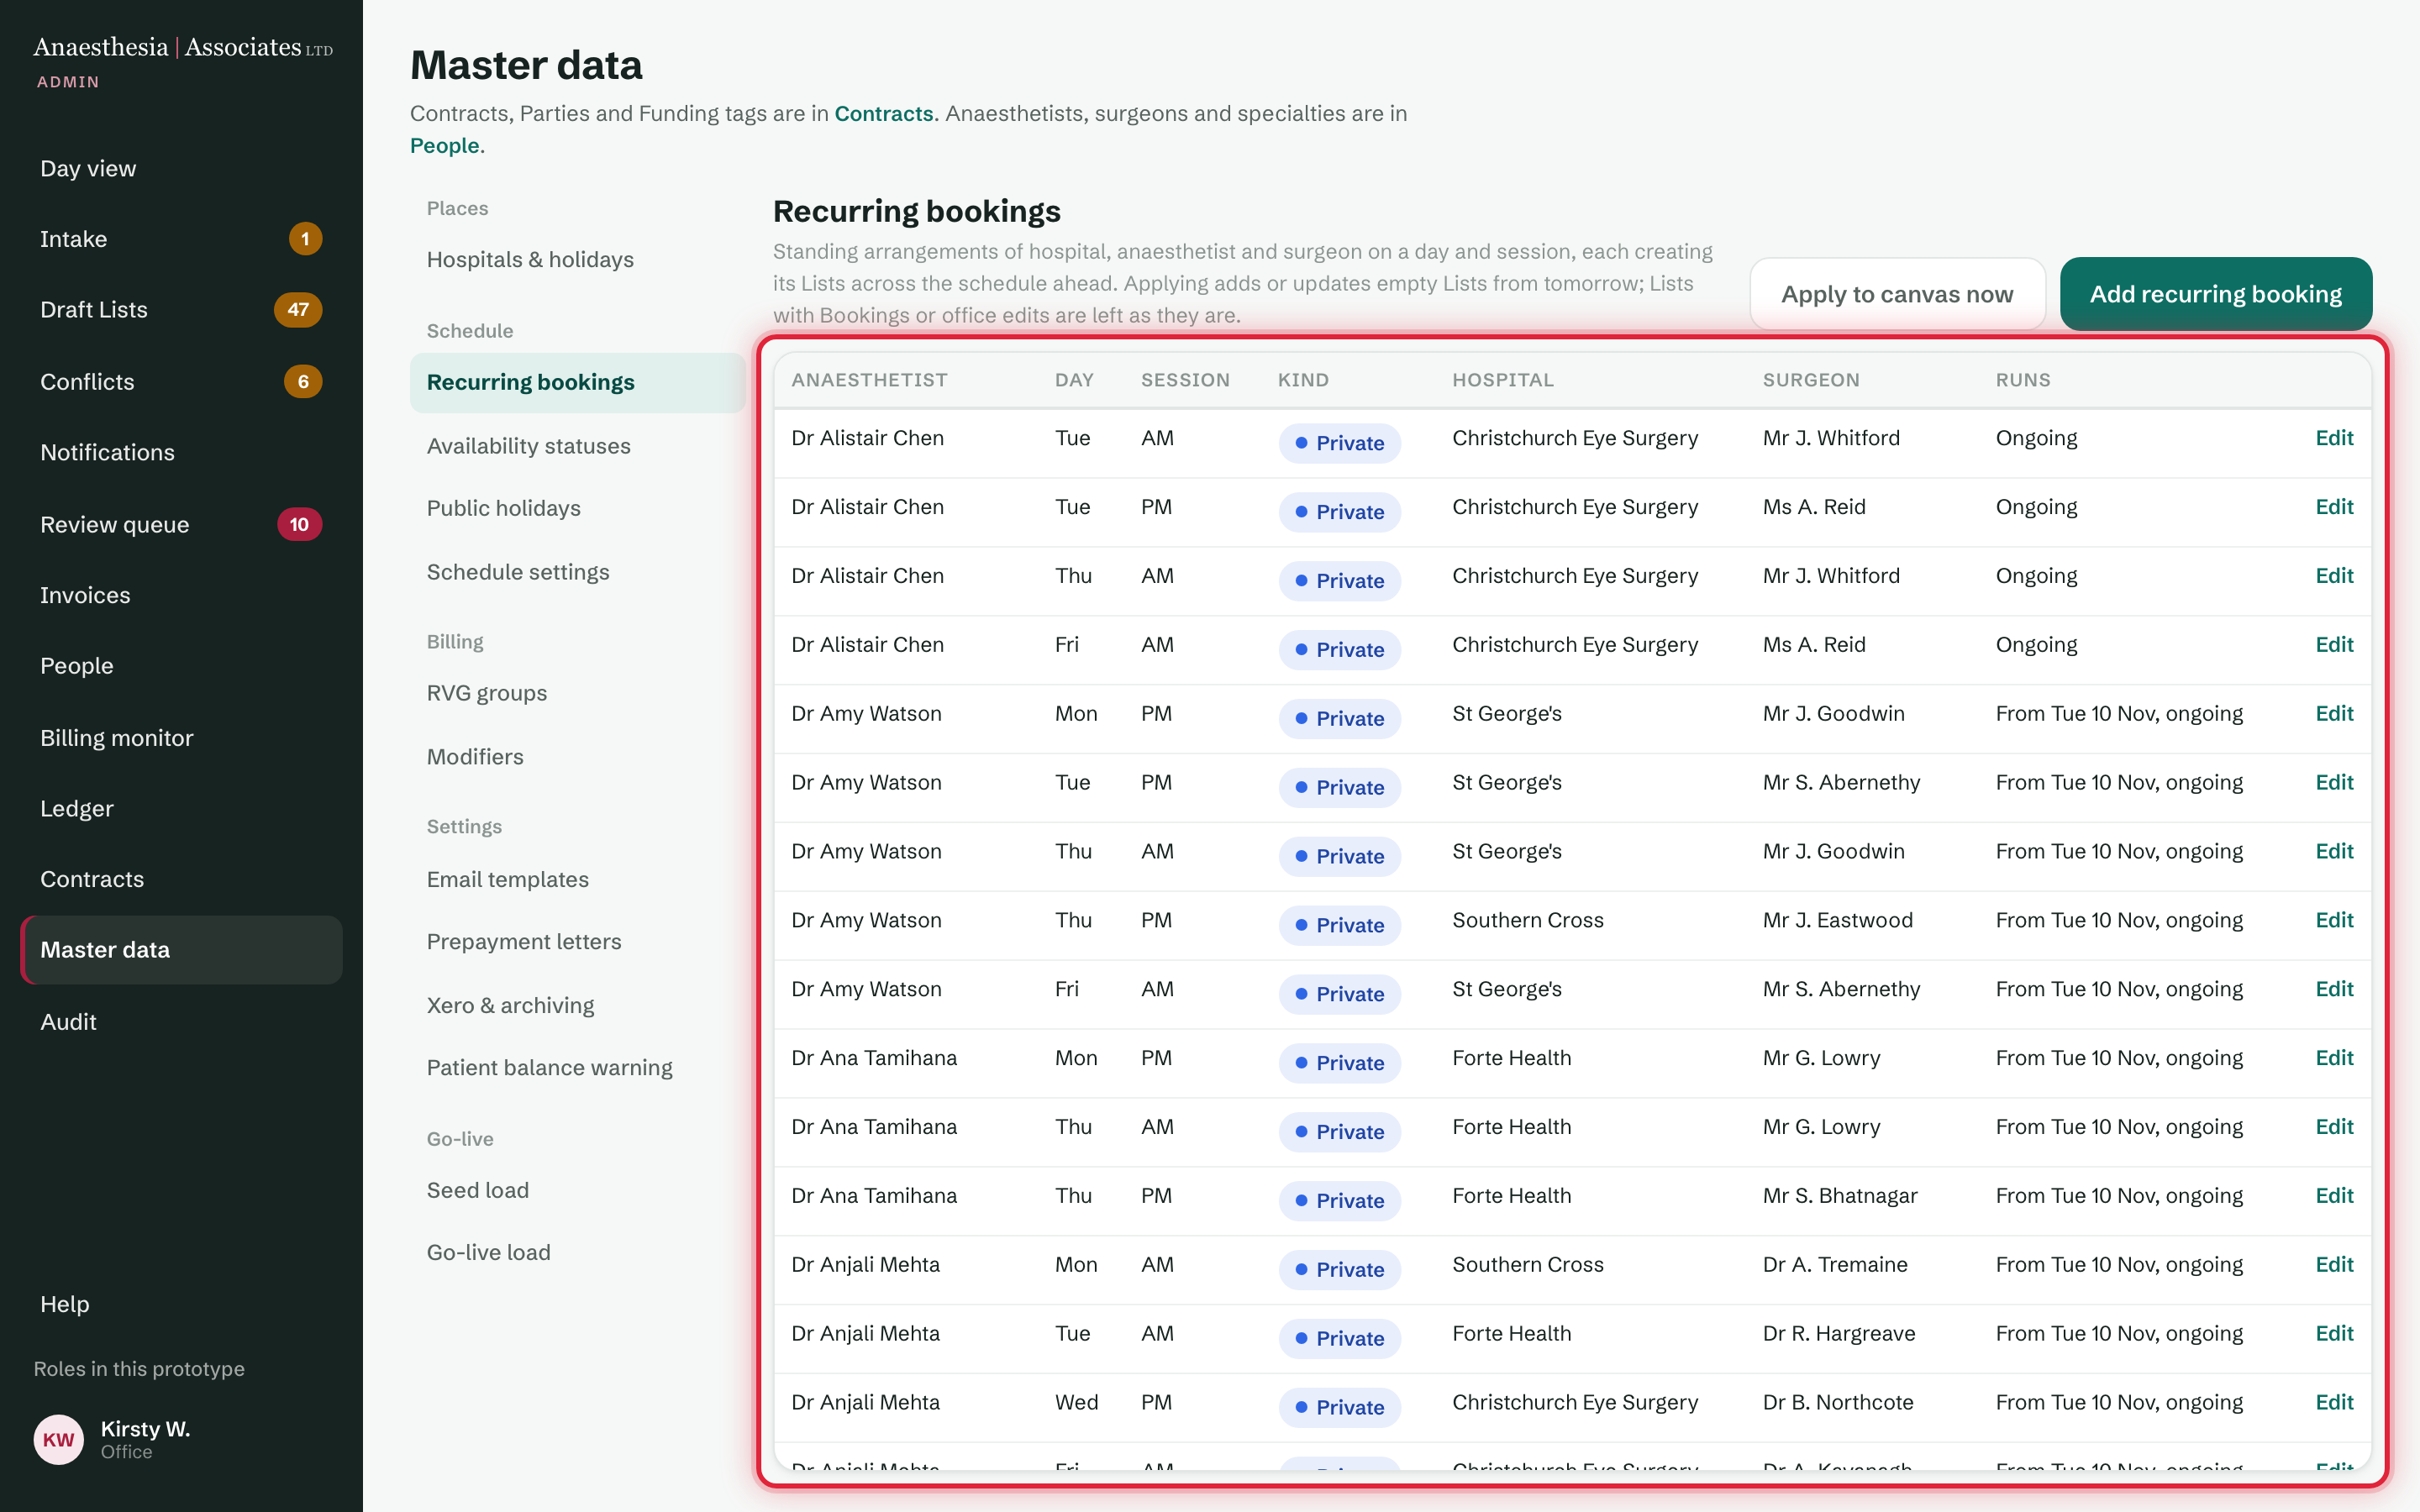 Anaesthesia | Associates LTD
ADMIN
Day view
Intake 1
Draft Lists 47
Conflicts 6
Notifications
Review queue 10
Invoices
People
Billing monitor
Ledger
Contracts
Master data
Audit
Help
Roles in this prototype
KW Kirsty W.
Office
Master data
Contracts, Parties and Funding tags are in Contracts. Anaesthetists, surgeons and specialties are in
People.
Places
Hospitals & holidays
Schedule
Recurring bookings
Availability statuses
Public holidays
Schedule settings
Billing
RVG groups
Modifiers
Settings
Email templates
Prepayment letters
Xero & archiving
Patient balance warning
Go-live
Seed load
Go-live load
Recurring bookings
Standing arrangements of hospital, anaesthetist and surgeon on a day and session, each creating
its Lists across the schedule ahead. Applying adds or updates empty Lists from tomorrow; Lists
with Bookings or office edits are left as they are.
Apply to canvas now
Add recurring booking
ANAESTHETIST DAY SESSION KIND HOSPITAL SURGEON RUNS
Dr Alistair Chen Tue AM Private Christchurch Eye Surgery Mr J. Whitford Ongoing Edit
Dr Alistair Chen Tue PM Private Christchurch Eye Surgery Ms A. Reid Ongoing Edit
Dr Alistair Chen Thu AM Private Christchurch Eye Surgery Mr J. Whitford Ongoing Edit
Dr Alistair Chen Fri AM Private Christchurch Eye Surgery Ms A. Reid Ongoing Edit
Dr Amy Watson Mon PM Private St George's Mr J. Goodwin From Tue 10 Nov, ongoing Edit
Dr Amy Watson Tue PM Private St George's Mr S. Abernethy From Tue 10 Nov, ongoing Edit
Dr Amy Watson Thu AM Private St George's Mr J. Goodwin From Tue 10 Nov, ongoing Edit
Dr Amy Watson Thu PM Private Southern Cross Mr J. Eastwood From Tue 10 Nov, ongoing Edit
Dr Amy Watson Fri AM Private St George's Mr S. Abernethy From Tue 10 Nov, ongoing Edit
Dr Ana Tamihana Mon PM Private Forte Health Mr G. Lowry From Tue 10 Nov, ongoing Edit
Dr Ana Tamihana Thu AM Private Forte Health Mr G. Lowry From Tue 10 Nov, ongoing Edit
Dr Ana Tamihana Thu PM Private Forte Health Mr S. Bhatnagar From Tue 10 Nov, ongoing Edit
Dr Anjali Mehta Mon AM Private Southern Cross Dr A. Tremaine From Tue 10 Nov, ongoing Edit
Dr Anjali Mehta Tue AM Private Forte Health Dr R. Hargreave From Tue 10 Nov, ongoing Edit
Dr Anjali Mehta Wed PM Private Christchurch Eye Surgery Dr B. Northcote From Tue 10 Nov, ongoing Edit
Dr Anjali Mehta Fri AM Christchurch Eye Surgery Dr A. Kavanagh From Tue 10 Nov, ongoing Edit